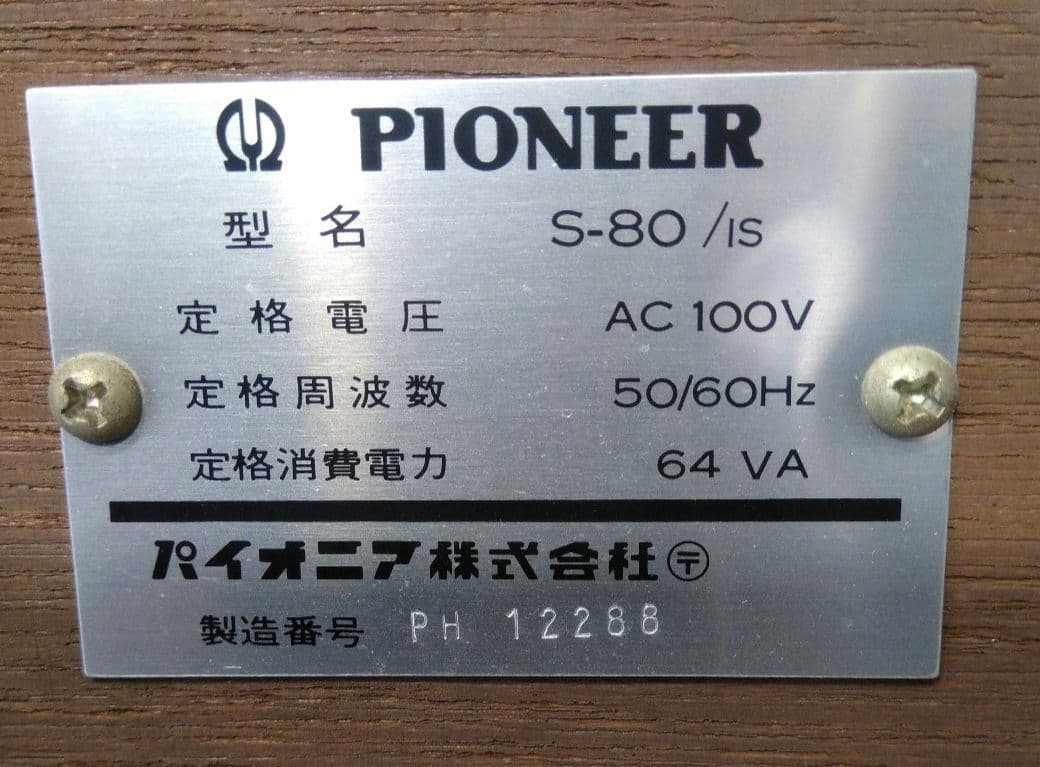 PIONEER
型名 S-80 /IS
定格電圧 AC 100V
定格周波数 50/60Hz
定格消費電力 64 VA
パイオニア株式会社 〶
製造番号 PH 12288